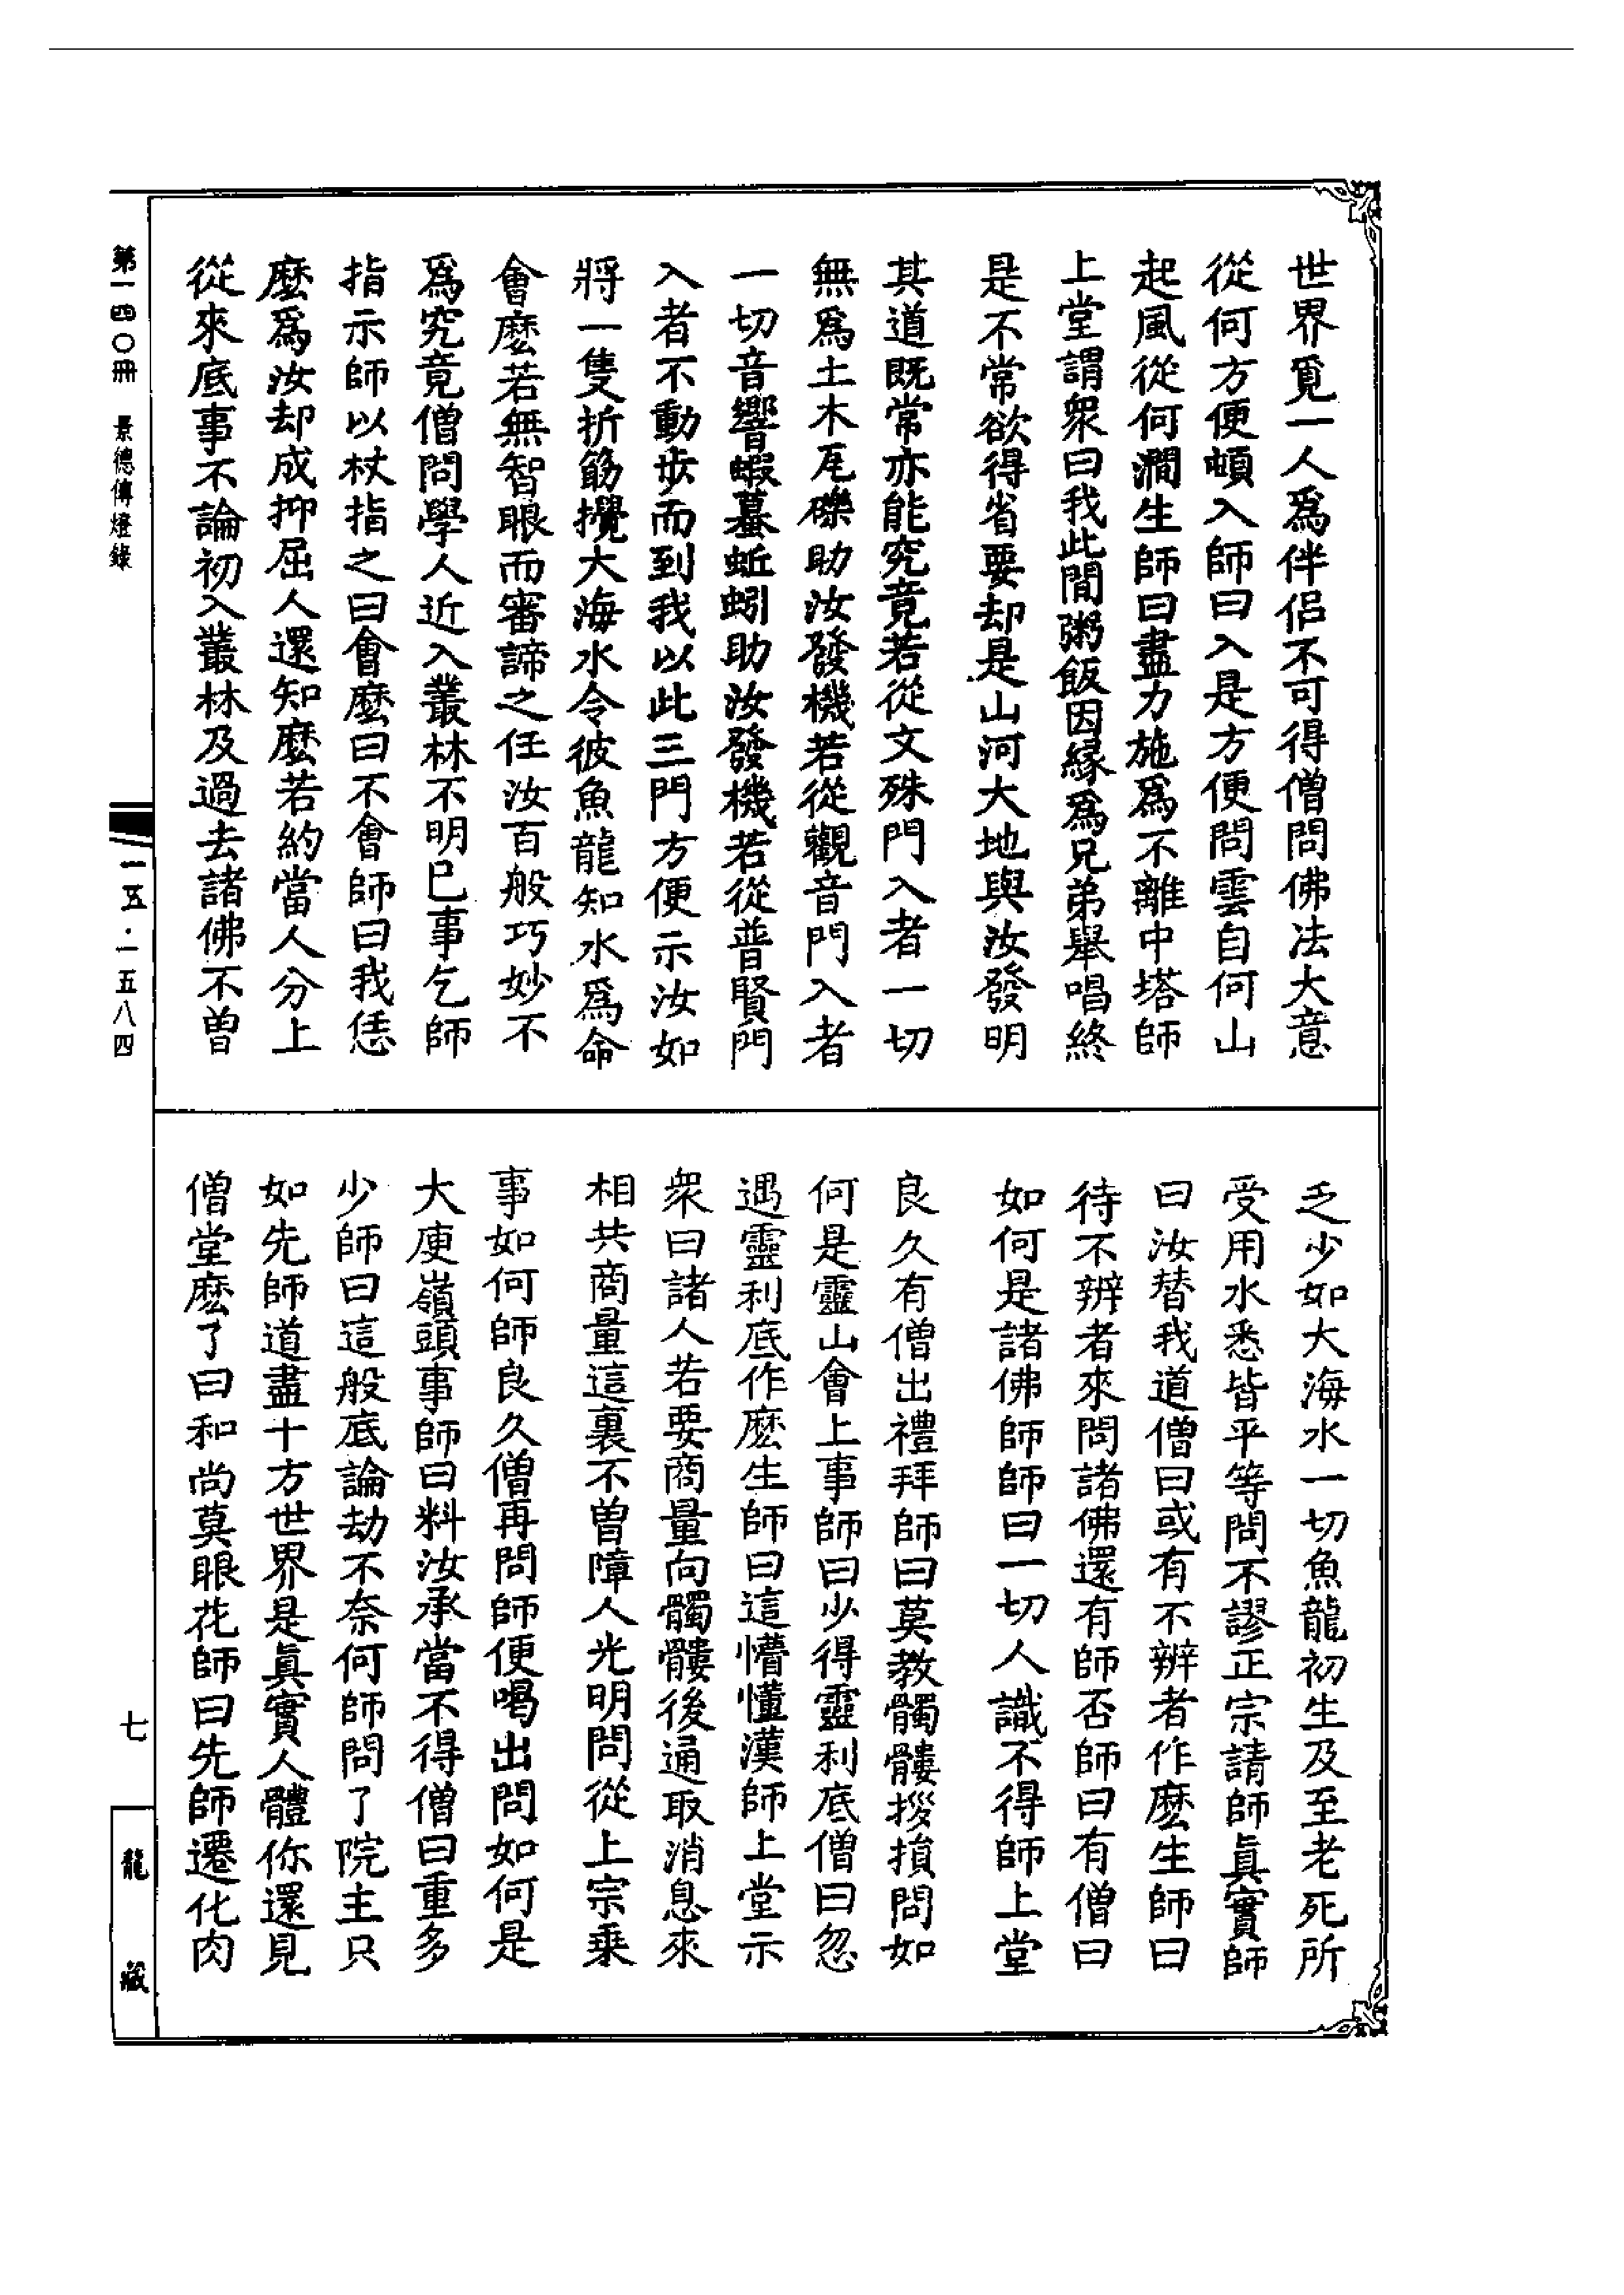 世界覓一人爲伴侣不可得僧問佛法大意
從何方便頓入師曰入是方便問雲自何山
起風從何澗生師曰盡力施爲不離中塔師
上堂謂衆曰我此間粥飯因縁爲兄弟舉唱終
是不常欲得省要却是山河大地與汝發明
其道既常亦能究竟若從文殊門入者一切
無爲土木瓦礫助汝發機若從觀音門入者
一切音響蝦蟇蚯蚓助汝發機若從普賢門
入者不動步而到我以此三門方便示汝如
將一隻折筯攪大海水令彼魚龍知水爲命
會麽若無智眼而審諦之任汝百般巧妙不
爲究竟僧問學人近入叢林不明巳事乞師
指示師以杖指之曰會麽曰不會師曰我恁
麽爲汝却成抑屈人還知麽若約當人分上
從來底事不論初入叢林及過去諸佛不曽
乏少如大海水一切魚龍初生及至老死所
受用水悉皆平等問不謬正宗請師眞實師
曰汝替我道僧曰或有不辨者作麽生師曰
待不辨者來問諸佛還有師否師曰有僧曰
如何是諸佛師師曰一切人識不得師上堂
良久有僧出禮拜師曰莫教髑髏拶損問如
何是靈山會上事師曰少得靈利底僧曰忽
遇靈利底作麽生師曰這懵懂漢師上堂示
衆曰諸人若要商量向髑髏後通取消息來
相共商量這裏不曽障人光明問從上宗乗
事如何師良久僧再問師便喝出問如何是
大庾嶺頭事師曰料汝承當不得僧曰重多
少師曰這般底論劫不奈何師問了院主只
如先師道盡十方世界是眞實人體你還見
僧堂麽了曰和尚莫眼花師曰先師遷化肉
第一四〇冊 景德傳燈錄
一五·一五八四
七
龍藏